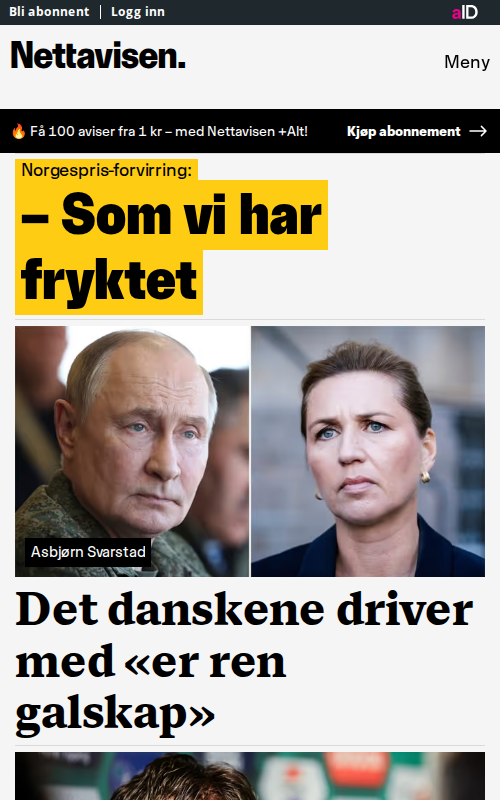 Bli abonnent | Logg inn
aID
Nettavisen.
Meny
🔥 Få 100 aviser fra 1 kr – med Nettavisen +Alt!
Kjøp abonnement →
Norgespris-forvirring:
– Som vi har
fryktet
Asbjørn Svarstad
Det danskene driver
med «er ren
galskap»